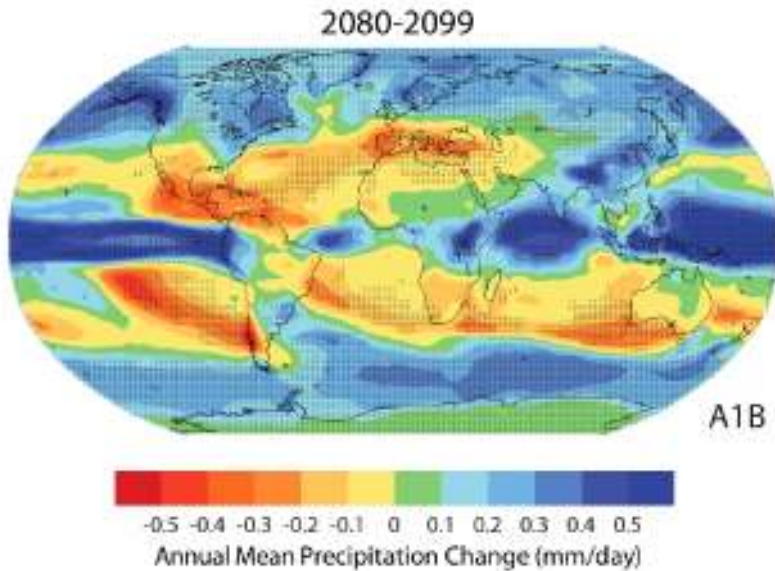 2080-2099
A1B
-0.5 -0.4 -0.3 -0.2 -0.1 0 0.1 0.2 0.3 0.4 0.5
Annual Mean Precipitation Change (mm/day)